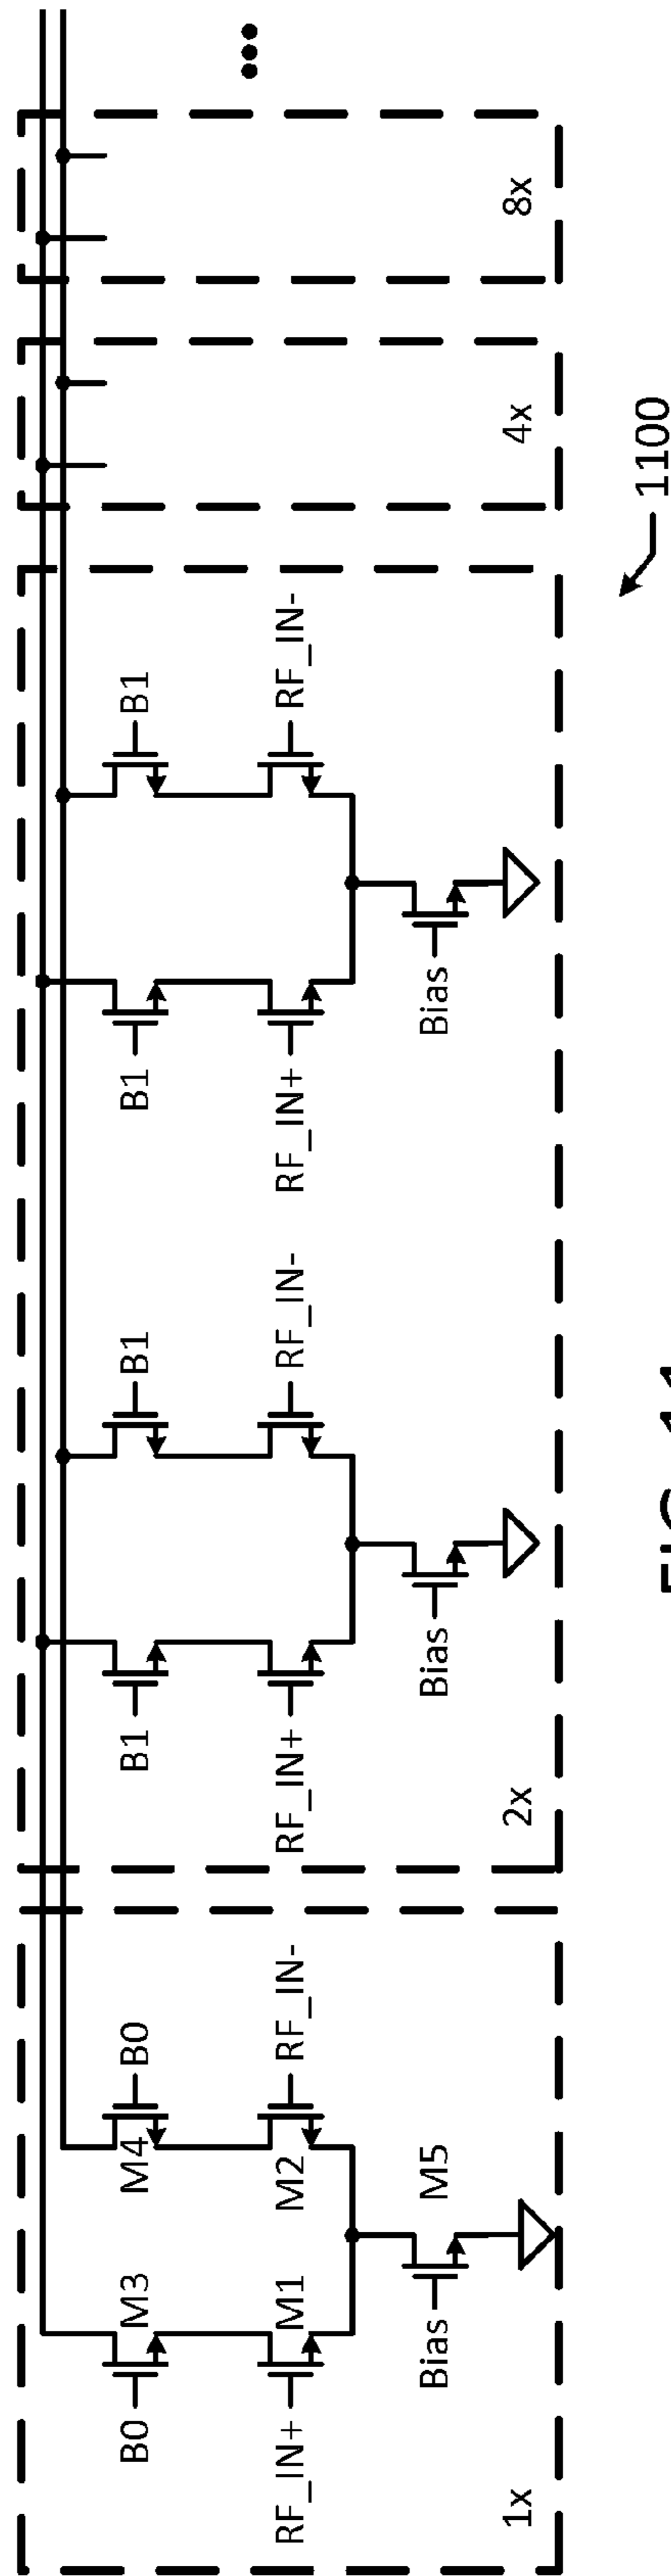 B0 M3 M4 B0 B1 B1 B1 B1
RF_IN+ M1 M2 RF_IN- RF_IN+ RF_IN- RF_IN+ RF_IN-
Bias M5 Bias Bias
1x 2x 4x 8x
1100